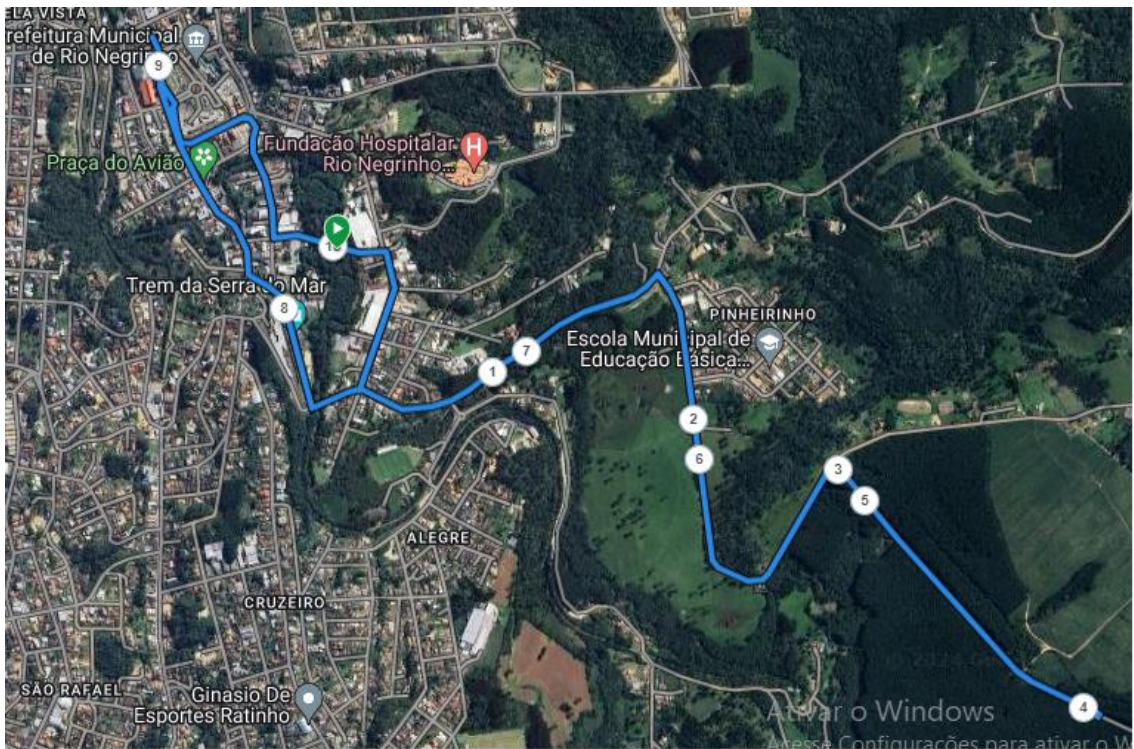 ELA VISTA
refeitura Municipal
de Rio Negrinho
9
Praça do Avião
Fundação Hospitalar
Rio Negrinho...
H
10
Trem da Serra do Mar
8
PINHEIRINHO
Escola Municipal de
Educação Básica...
7
1
2
6
3
5
ALEGRE
CRUZEIRO
SÃO RAFAEL
Ginasio De
Esportes Ratinho
4
Ativar o Windows
Acesse Configurações para ativar o W